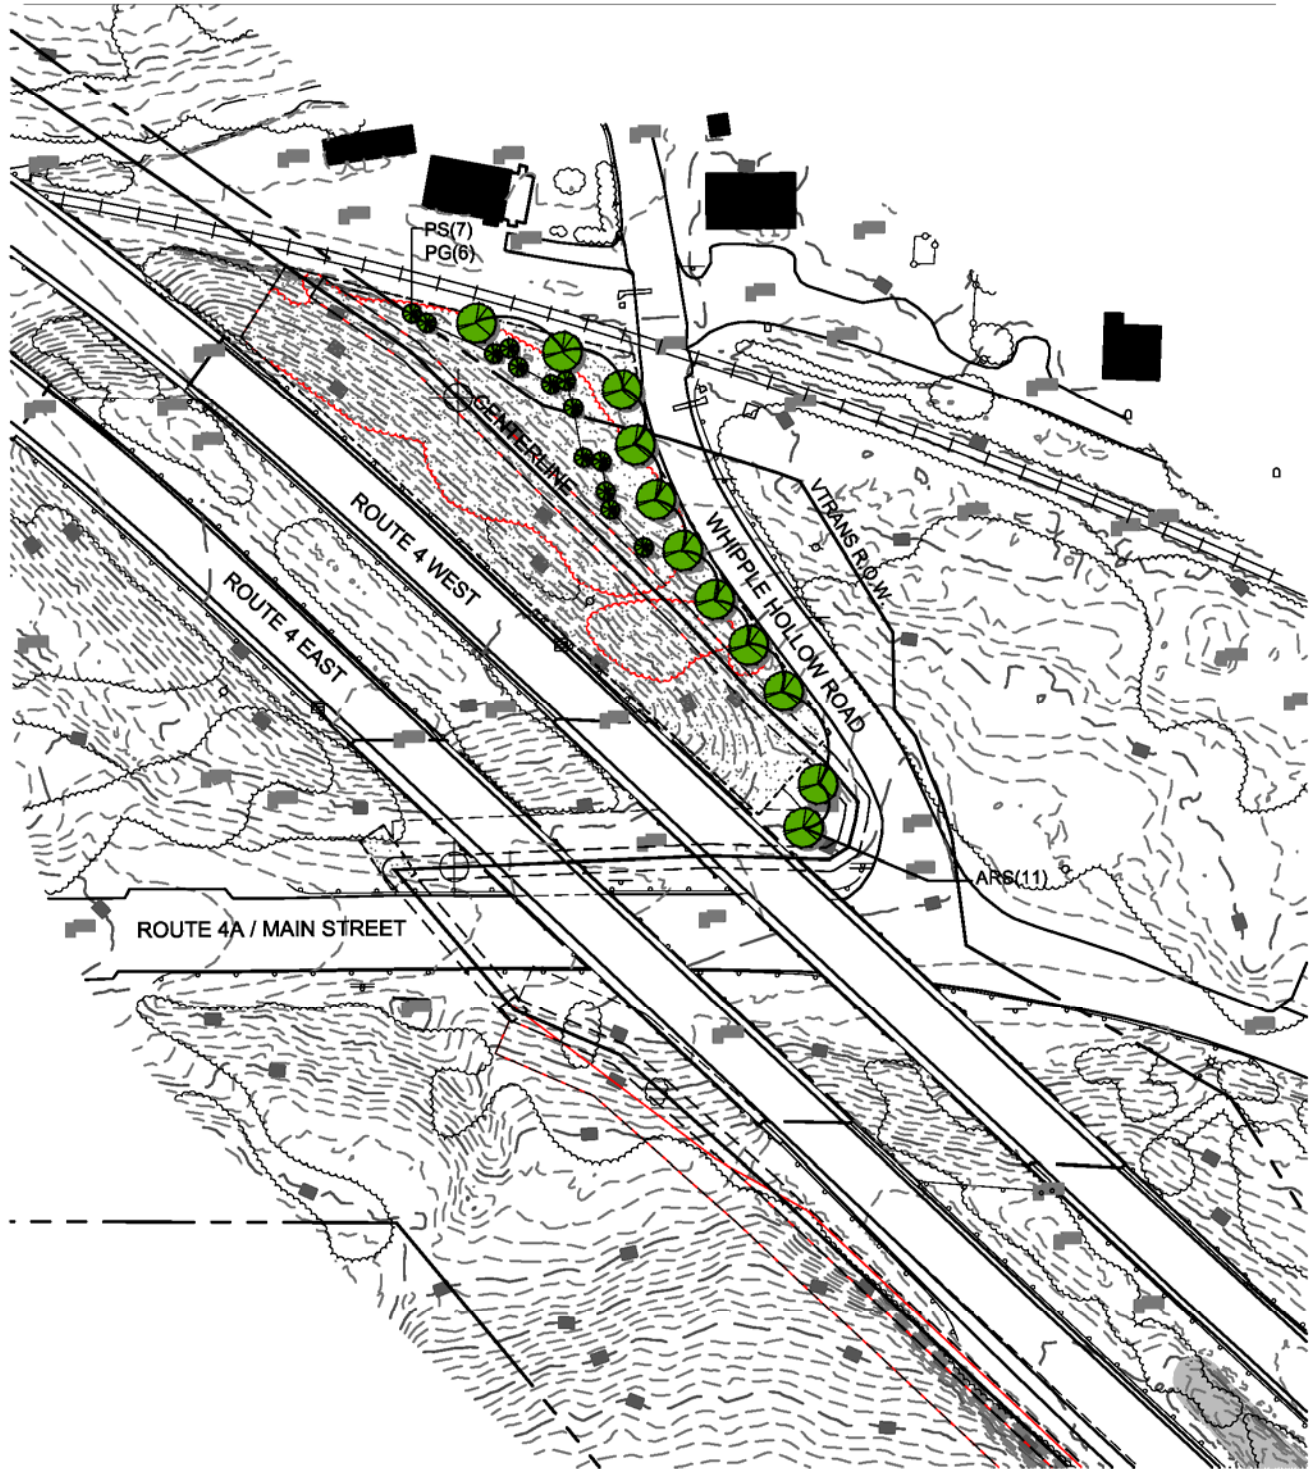 PS(7)
PG(6)
CENTERLINE
VTRANS R.O.W.
ROUTE 4 WEST
WHIPPLE HOLLOW ROAD
ROUTE 4 EAST
ARS(11)
ROUTE 4A / MAIN STREET